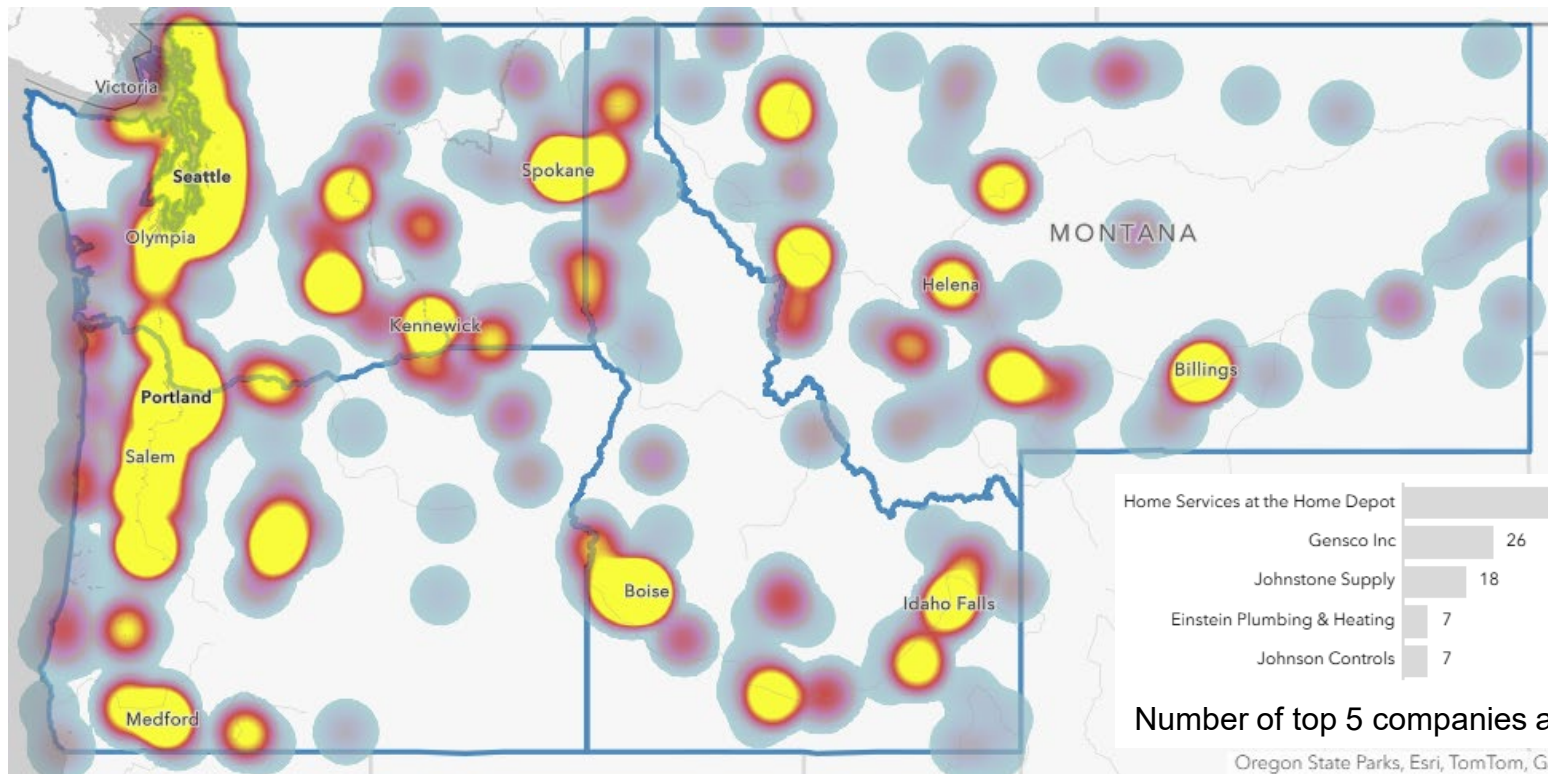 Victoria
Seattle
Olympia
Spokane
Kennewick
Portland
Salem
Medford
Boise
Idaho Falls
MONTANA
Helena
Billings
Home Services at the Home Depot
Gensco Inc 26
Johnstone Supply 18
Einstein Plumbing & Heating 7
Johnson Controls 7
Number of top 5 companies a
Oregon State Parks, Esri, TomTom, G